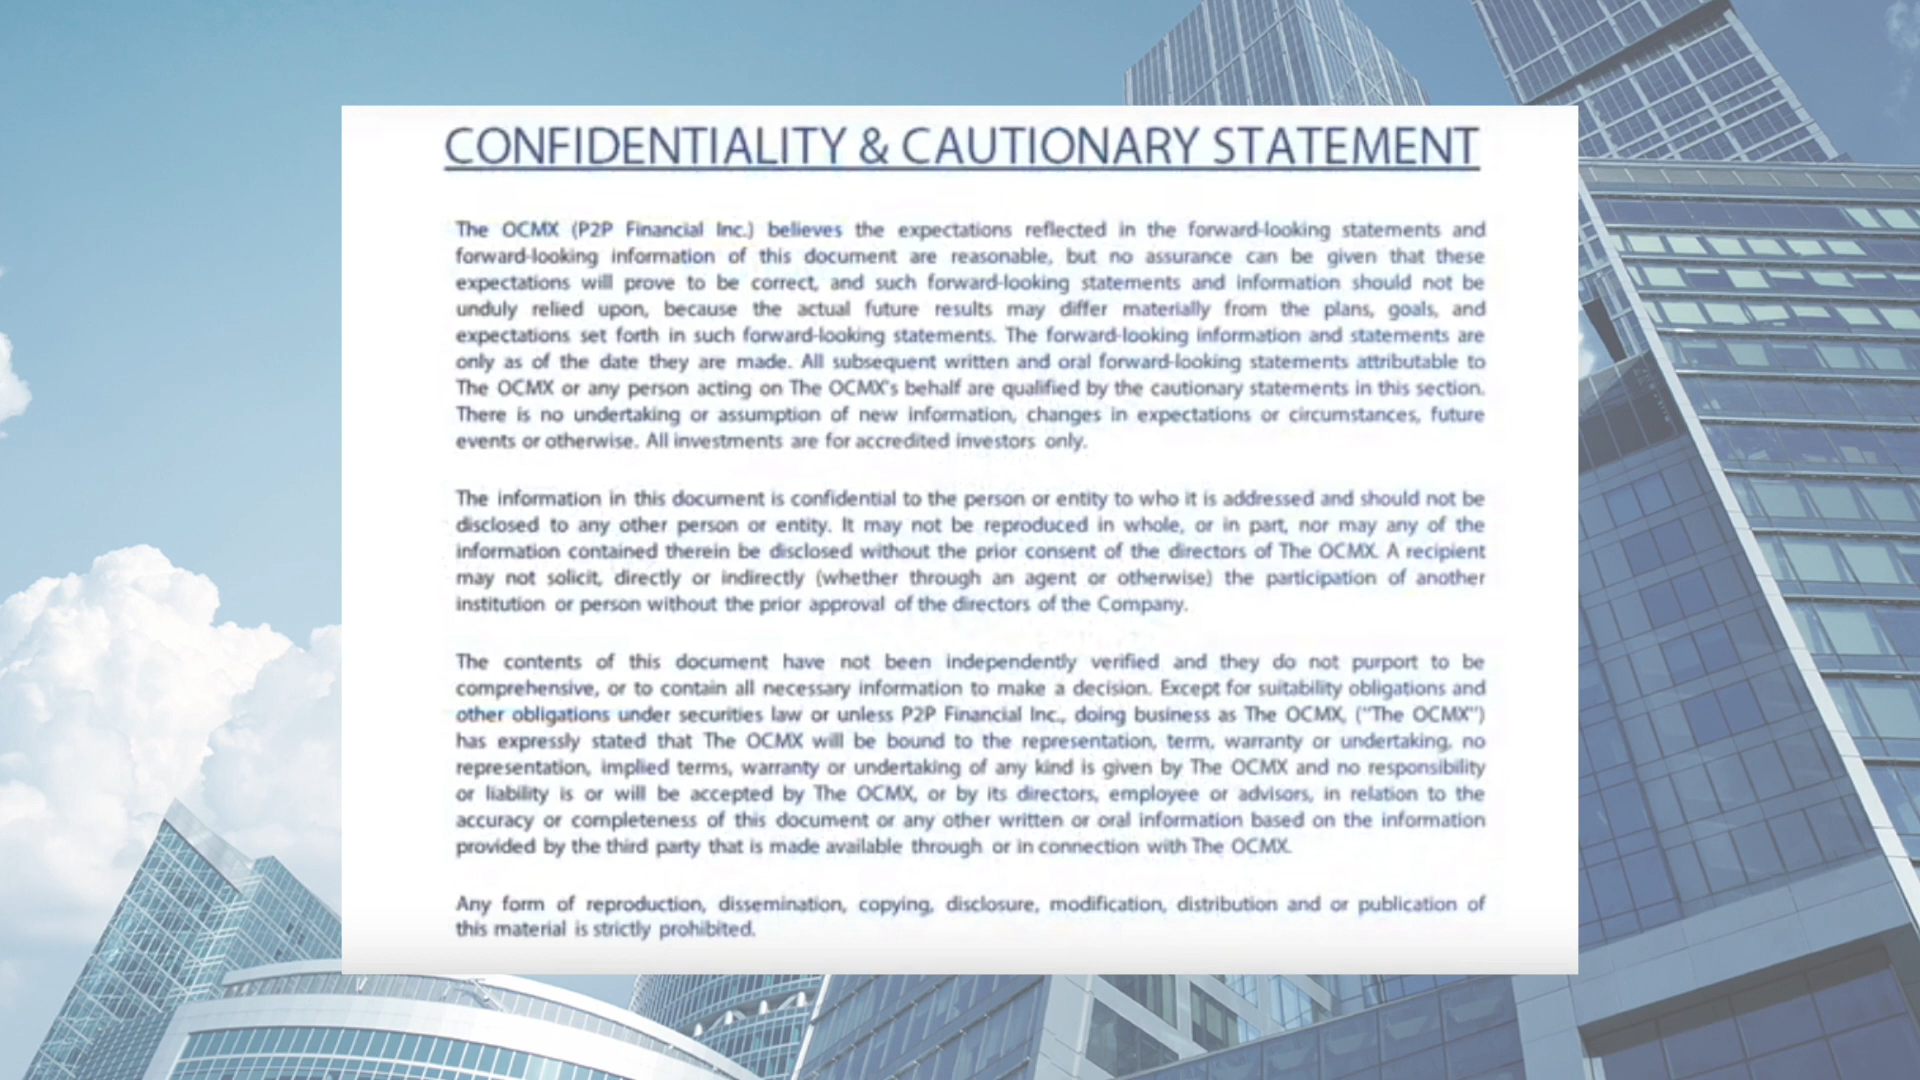 CONFIDENTIALITY & CAUTIONARY STATEMENT
The OCMX (P2P Financial Inc.) believes the expectations reflected in the forward-looking statements and
forward-looking information of this document are reasonable, but no assurance can be given that these
expectations will prove to be correct, and such forward-looking statements and information should not be
unduly relied upon, because the actual future results may differ materially from the plans, goals, and
expectations set forth in such forward-looking statements. The forward-looking information and statements are
only as of the date they are made. All subsequent written and oral forward-looking statements attributable to
The OCMX or any person acting on The OCMX's behalf are qualified by the cautionary statements in this section.
There is no undertaking or assumption of new information, changes in expectations or circumstances, future
events or otherwise. All investments are for accredited investors only.
The information in this document is confidential to the person or entity to who it is addressed and should not be
disclosed to any other person or entity. It may not be reproduced in whole, or in part, nor may any of the
information contained therein be disclosed without the prior consent of the directors of The OCMX. A recipient
may not solicit, directly or indirectly (whether through an agent or otherwise) the participation of another
institution or person without the prior approval of the directors of the Company.
The contents of this document have not been independently verified and they do not purport to be
comprehensive, or to contain all necessary information to make a decision. Except for suitability obligations and
other obligations under securities law or unless P2P Financial Inc., doing business as The OCMX, ("The OCMX")
has expressly stated that The OCMX will be bound to the representation, term, warranty or undertaking, no
representation, implied terms, warranty or undertaking of any kind is given by The OCMX and no responsibility
or liability is or will be accepted by The OCMX, or by its directors, employee or advisors, in relation to the
accuracy or completeness of this document or any other written or oral information based on the information
provided by the third party that is made available through or in connection with The OCMX.
Any form of reproduction, dissemination, copying, disclosure, modification, distribution and or publication of
this material is strictly prohibited.